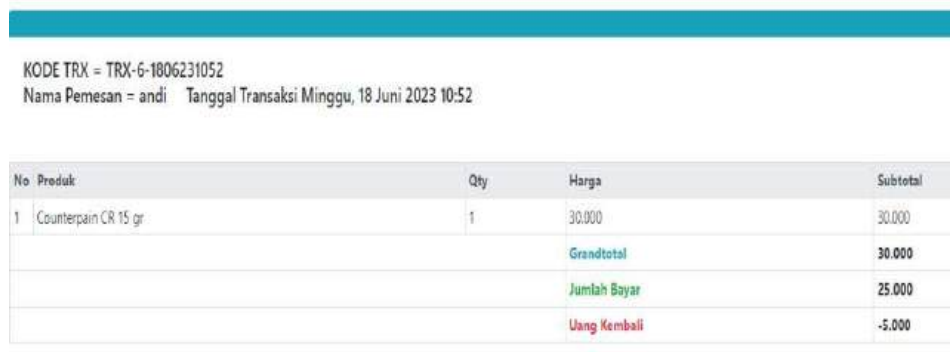 KODE TRX = TRX-6-1806231052
Nama Pemesan = andi Tanggal Transaksi Minggu, 18 Juni 2023 10:52
No Produk Qty Harga Subtotal
1 Counterpain CR 15 gr 1 30.000 30.000
Grandtotal 30.000
Jumlah Bayar 25.000
Uang Kembali -5.000